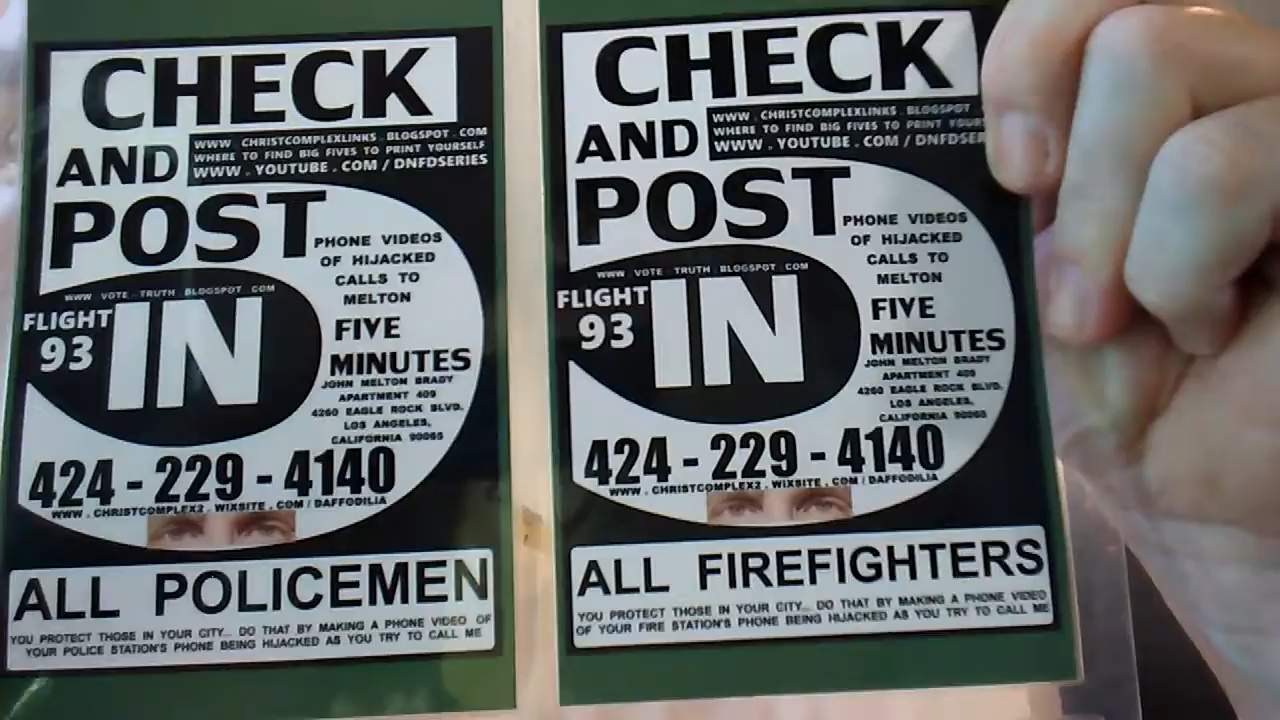 CHECK
AND
WWW . CHRISTCOMPLEXLINKS . BLOGSPOT . COM
WHERE TO FIND BIG FIVES TO PRINT YOURSELF
WWW . YOUTUBE . COM / DNFDSERIES
POST
PHONE VIDEOS
OF HIJACKED
CALLS TO
MELTON
WWW . VOTE - TRUTH . BLOGSPOT . COM
FLIGHT
93
IN
FIVE
MINUTES
JOHN MELTON BRADY
APARTMENT 409
4260 EAGLE ROCK BLVD.
LOS ANGELES,
CALIFORNIA 90065
424 - 229 - 4140
WWW . CHRISTCOMPLEX2 . WIXSITE . COM / DAFFODILIA
ALL POLICEMEN
YOU PROTECT THOSE IN YOUR CITY... DO THAT BY MAKING A PHONE VIDEO OF
YOUR POLICE STATION'S PHONE BEING HIJACKED AS YOU TRY TO CALL ME
CHECK
AND
WWW . CHRISTCOMPLEXLINKS . BLOGSPOT
WHERE TO FIND BIG FIVES TO PRINT
WWW . YOUTUBE . COM / DNFDSER
POST
PHONE VIDEOS
OF HIJACKED
CALLS TO
MELTON
WWW . VOTE - TRUTH . BLOGSPOT . COM
FLIGHT
93
IN
FIVE
MINUTES
JOHN MELTON BRADY
APARTMENT 409
4260 EAGLE ROCK BLVD.
LOS ANGELES,
CALIFORNIA 90065
424 - 229 - 4140
WWW . CHRISTCOMPLEX2 . WIXSITE . COM / DAFFODILIA
ALL FIREFIGHTERS
YOU PROTECT THOSE IN YOUR CITY... DO THAT BY MAKING A PHONE VIDEO
OF YOUR FIRE STATION'S PHONE BEING HIJACKED AS YOU TRY TO CALL ME